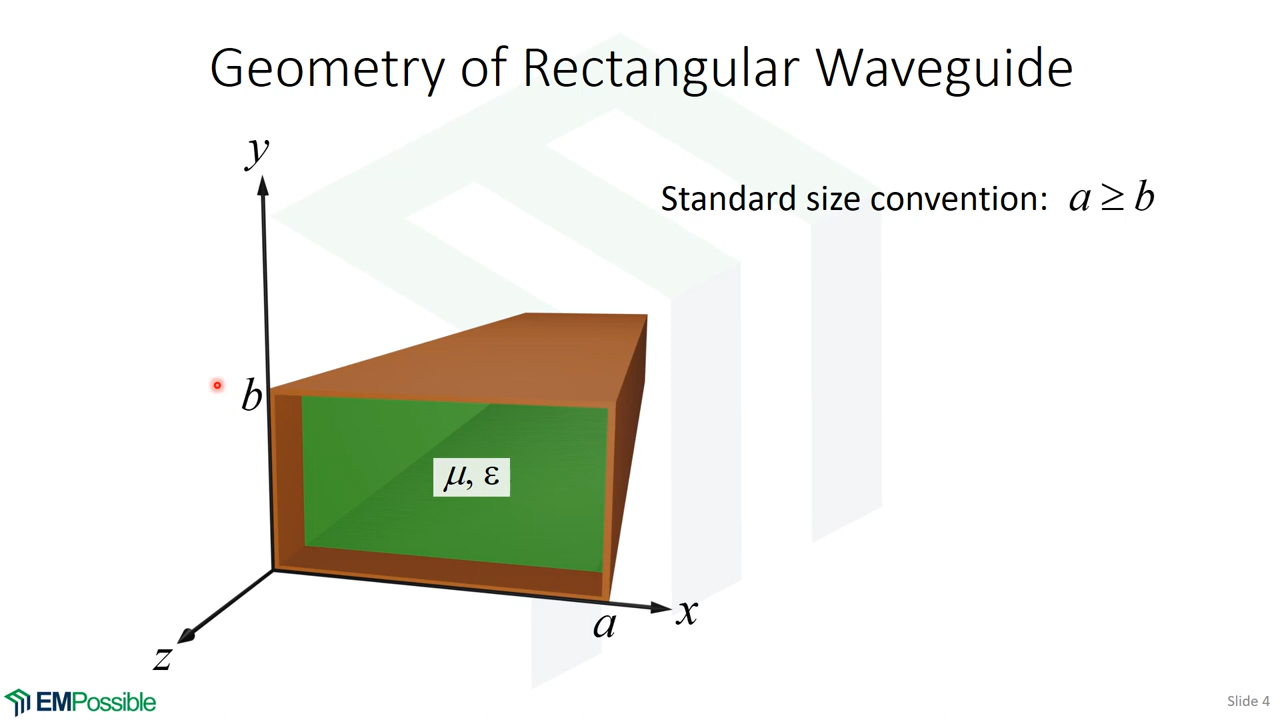 Geometry of Rectangular Waveguide
y
Standard size convention: a ≥ b
b
μ, ε
a
x
z
EMPossible
Slide 4